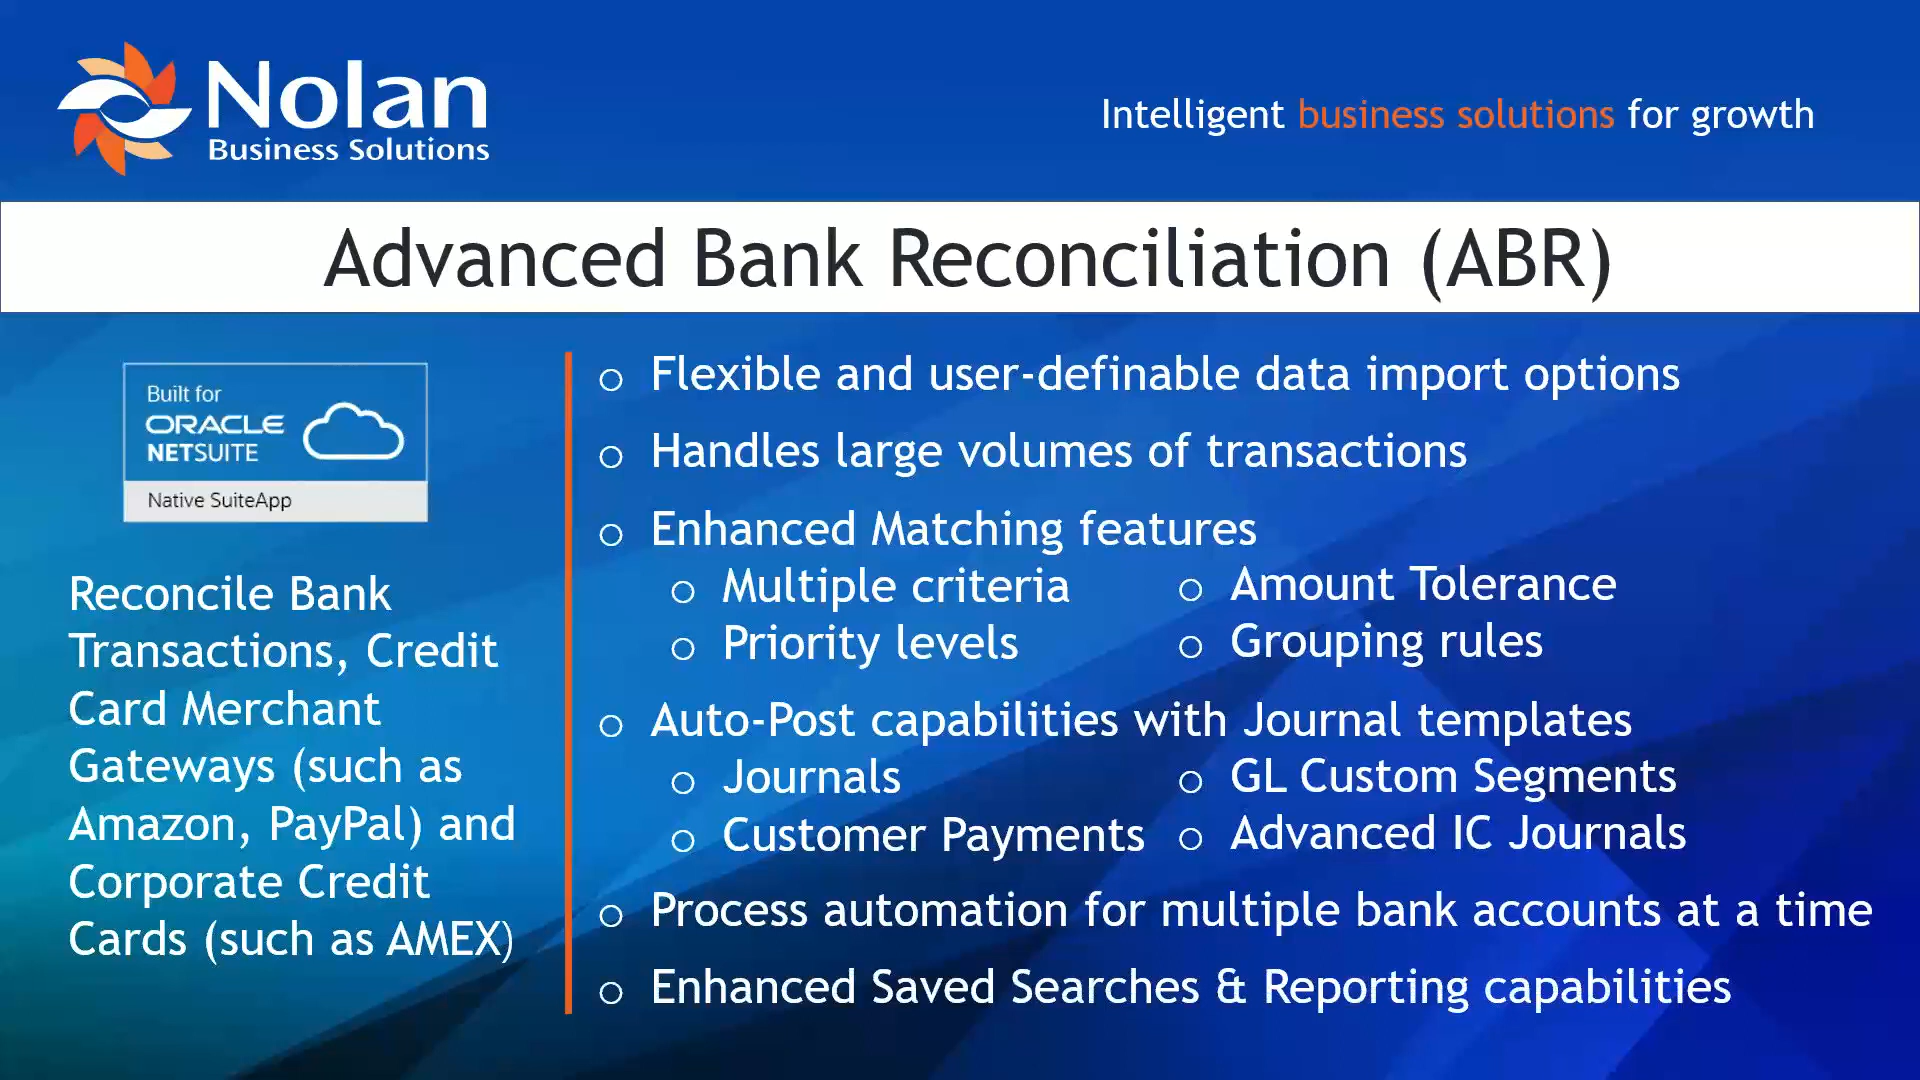 Nolan
Business Solutions
Intelligent business solutions for growth
Advanced Bank Reconciliation (ABR)
Built for
ORACLE
NETSUITE
Native SuiteApp
Reconcile Bank
Transactions, Credit
Card Merchant
Gateways (such as
Amazon, PayPal) and
Corporate Credit
Cards (such as AMEX)
o Flexible and user-definable data import options
o Handles large volumes of transactions
o Enhanced Matching features
o Multiple criteria
o Priority levels
o Amount Tolerance
o Grouping rules
o Auto-Post capabilities with Journal templates
o Journals
o Customer Payments
o GL Custom Segments
o Advanced IC Journals
o Process automation for multiple bank accounts at a time
o Enhanced Saved Searches & Reporting capabilities